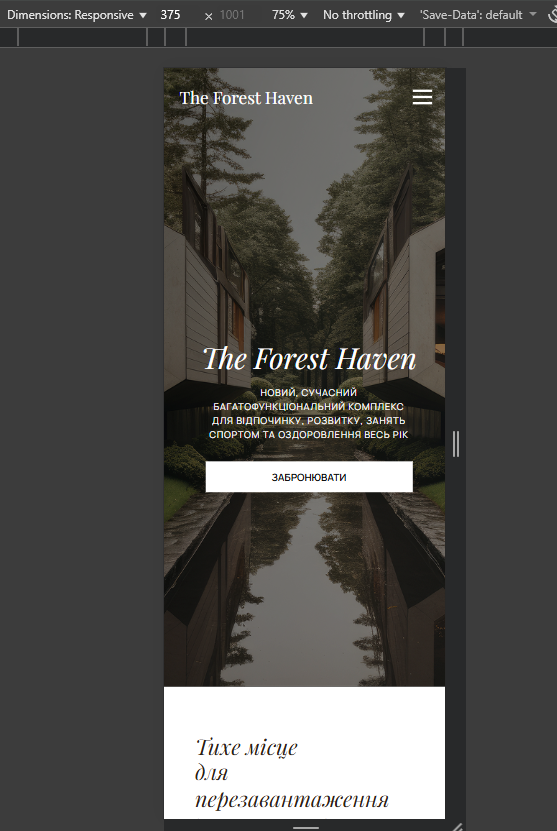 Dimensions: Responsive 375 × 1001 75% No throttling 'Save-Data': default
The Forest Haven
The Forest Haven
НОВИЙ, СУЧАСНИЙ
БАГАТОФУНКЦІОНАЛЬНИЙ КОМПЛЕКС
ДЛЯ ВІДПОЧИНКУ, РОЗВИТКУ, ЗАНЯТЬ
СПОРТОМ ТА ОЗДОРОВЛЕННЯ ВЕСЬ РІК
ЗАБРОНЮВАТИ
Тихе місце
для
перезавантаження